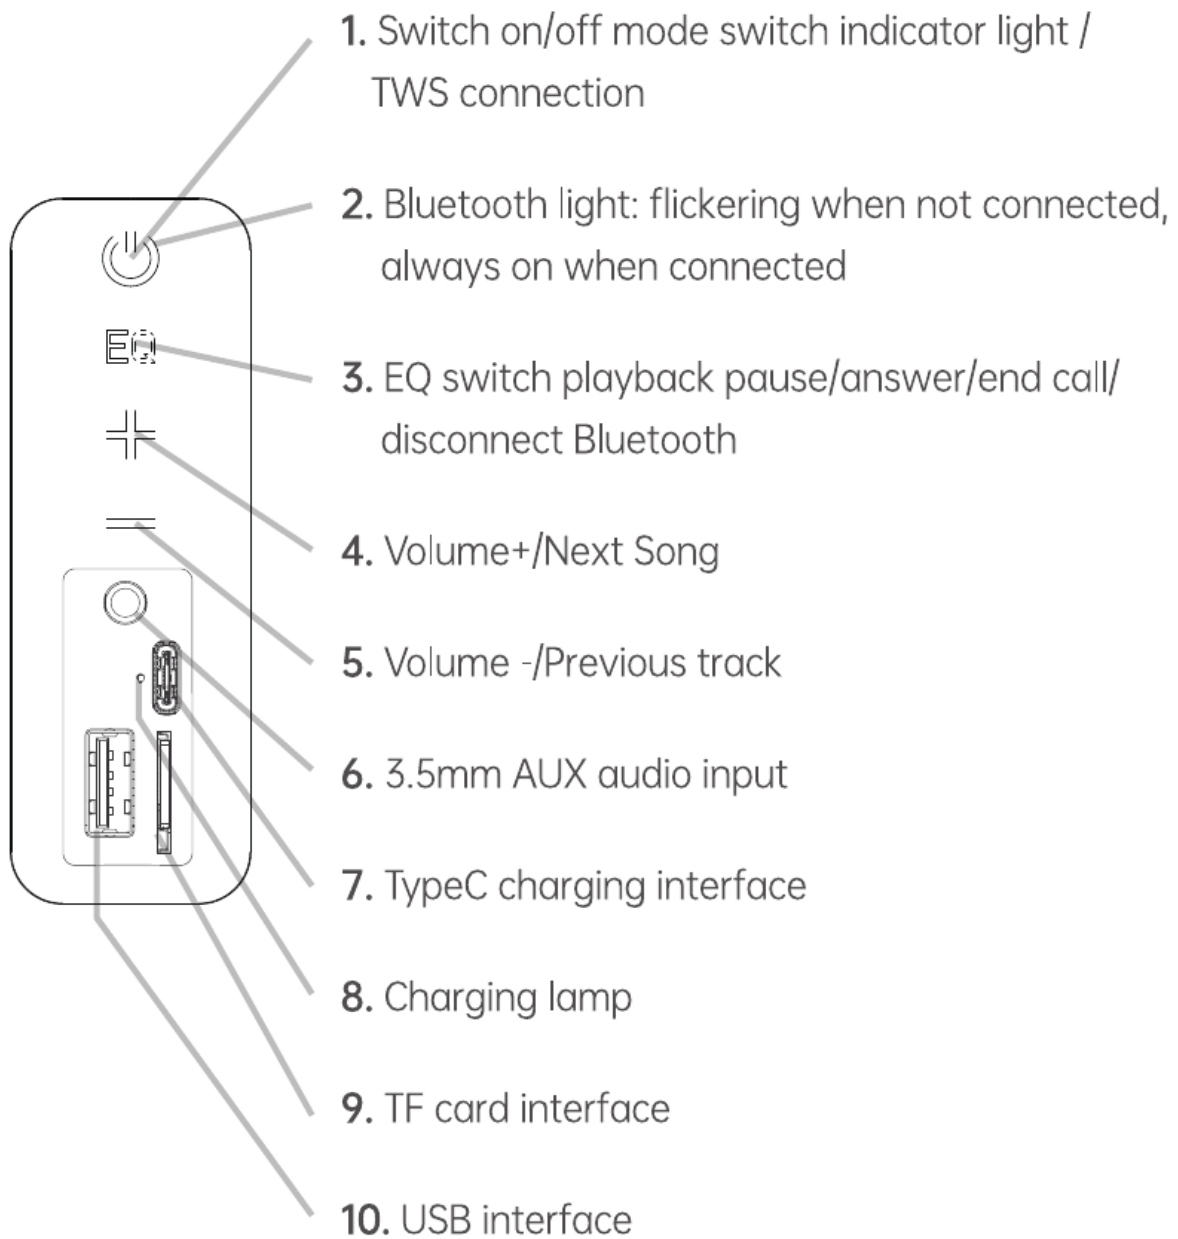 1. Switch on/off mode switch indicator light /
TWS connection
2. Bluetooth light: flickering when not connected,
always on when connected
EQ
3. EQ switch playback pause/answer/end call/
disconnect Bluetooth
4. Volume+/Next Song
5. Volume -/Previous track
6. 3.5mm AUX audio input
7. TypeC charging interface
8. Charging lamp
9. TF card interface
10. USB interface